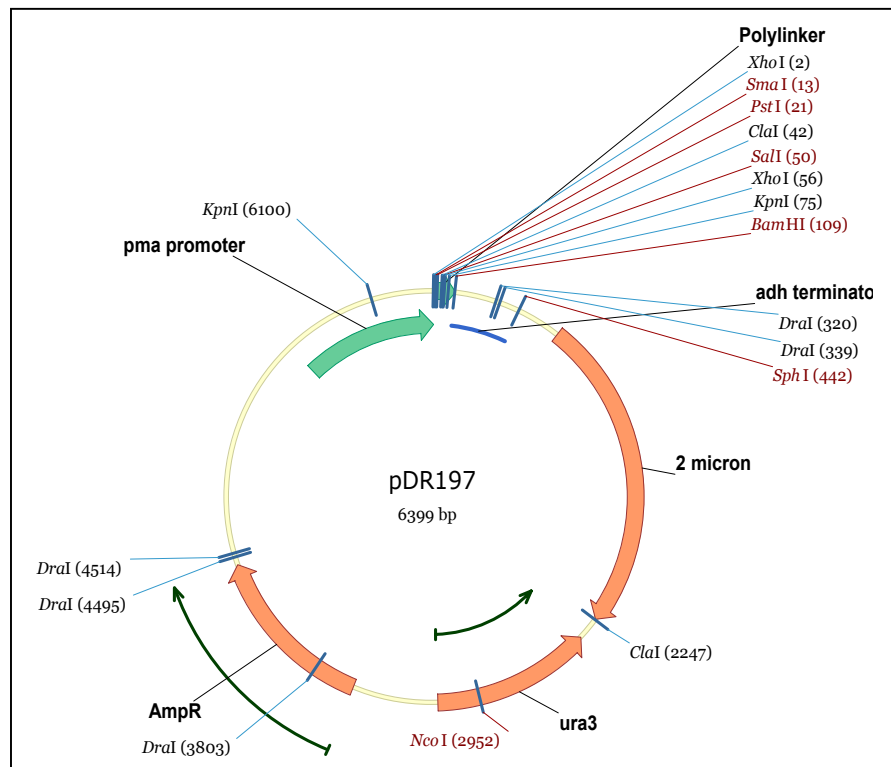 Polylinker
XhoI (2)
SmaI (13)
PstI (21)
ClaI (42)
SalI (50)
XhoI (56)
KpnI (75)
BamHI (109)
KpnI (6100)
pma promoter
adh terminato
DraI (320)
DraI (339)
SphI (442)
2 micron
pDR197
6399 bp
DraI (4514)
DraI (4495)
ClaI (2247)
AmpR
ura3
NcoI (2952)
DraI (3803)